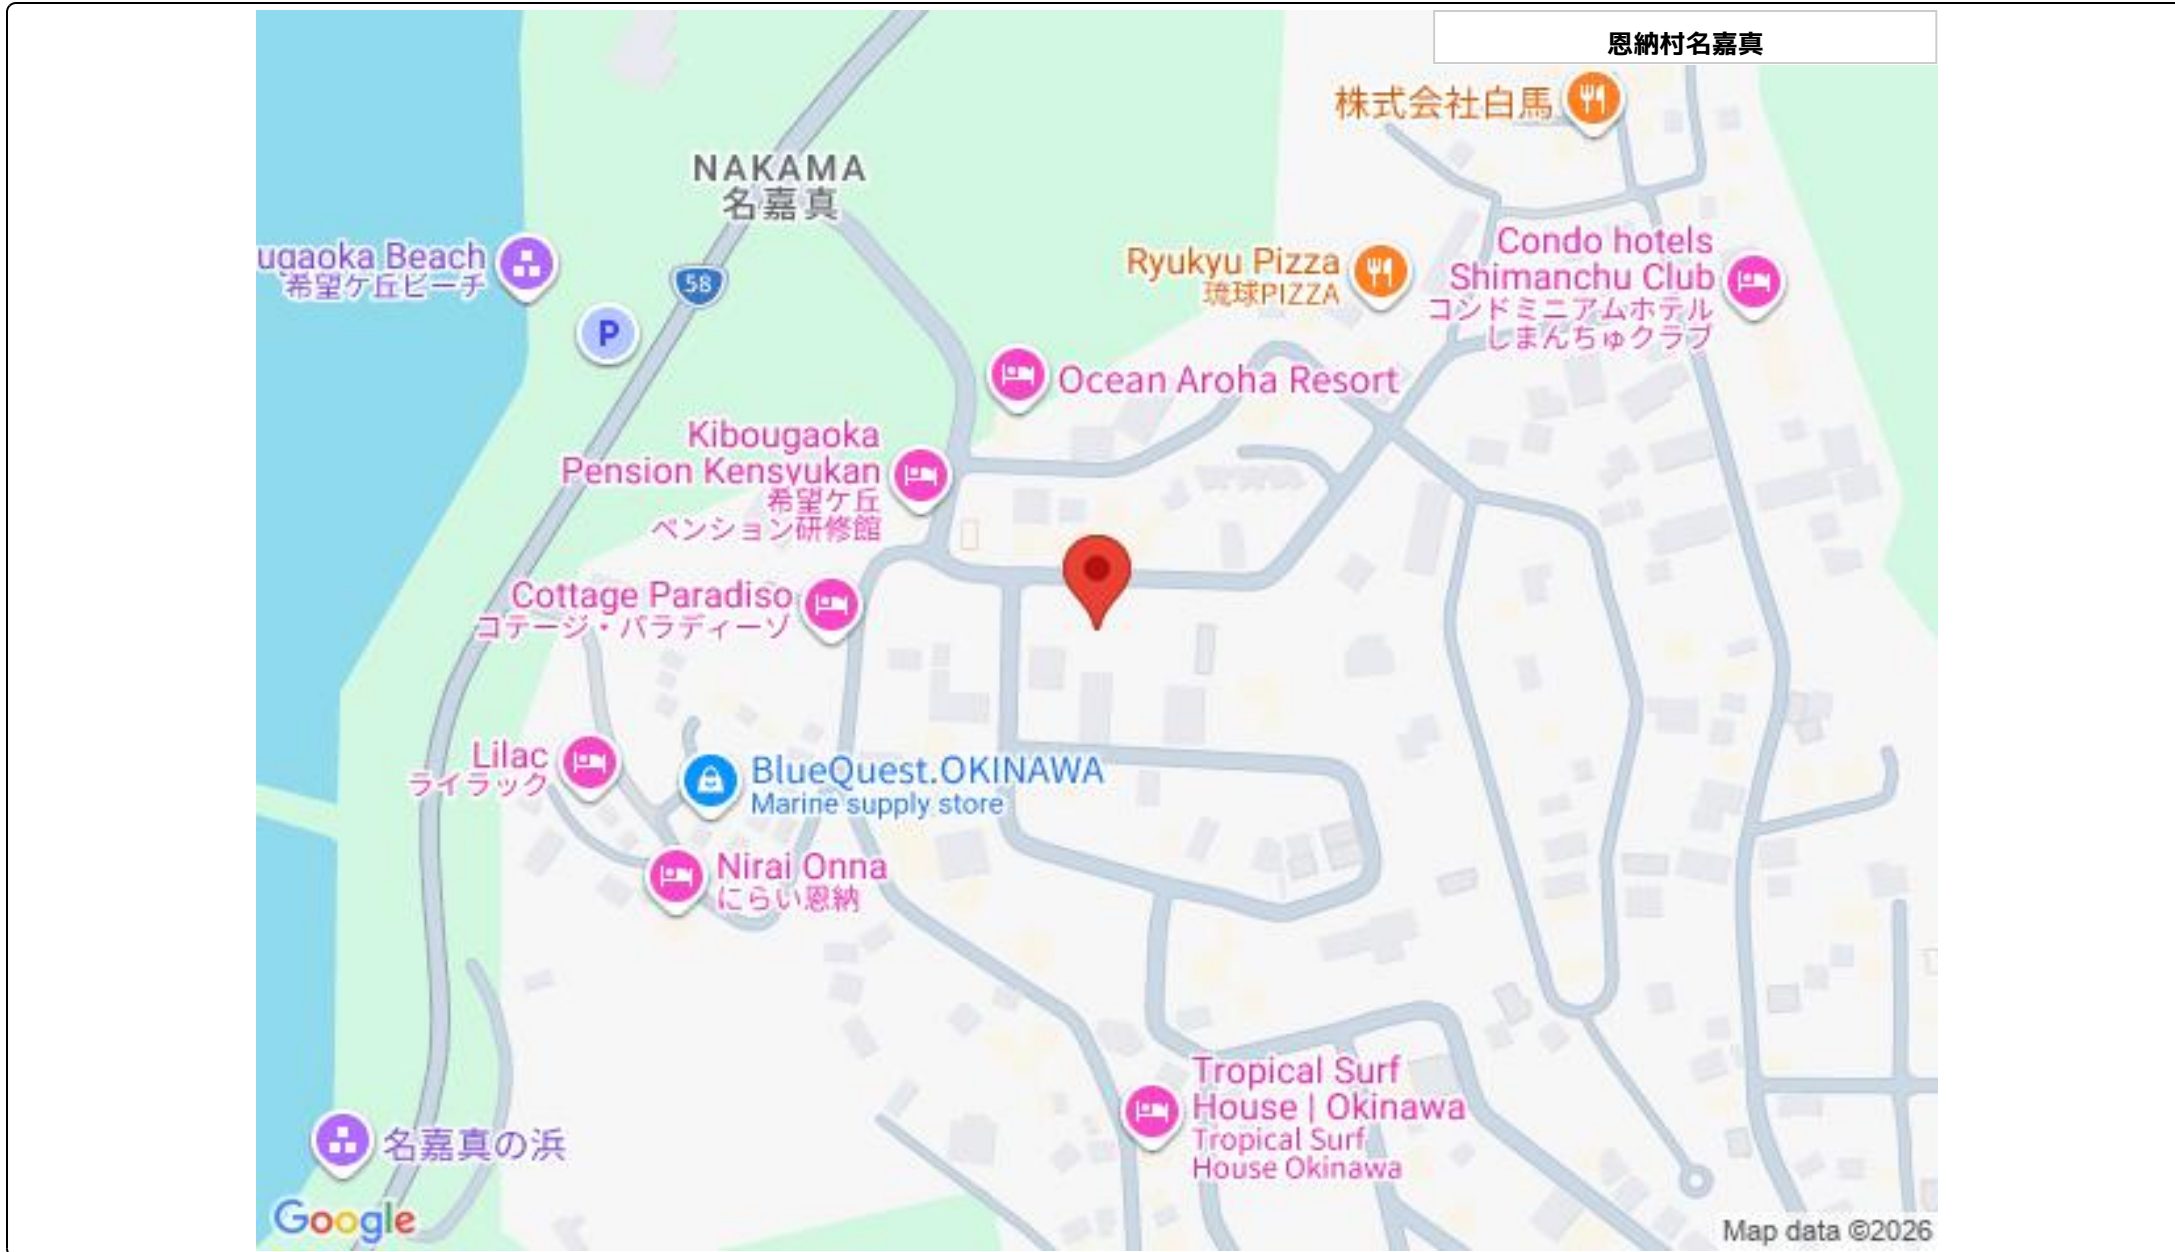 恩納村名嘉真
株式会社白馬
NAKAMA
名嘉真
ugaoka Beach
希望ケ丘ビーチ
58
P
Ryukyu Pizza
琉球PIZZA
Condo hotels
Shimanchu Club
コンドミニアムホテル
しまんちゅクラブ
Ocean Aroha Resort
Kibougaoka
Pension Kensyukan
希望ケ丘
ペンション研修館
Cottage Paradiso
コテージ・パラディーゾ
Lilac
ライラック
BlueQuest.OKINAWA
Marine supply store
Nirai Onna
にらい恩納
Tropical Surf
House | Okinawa
Tropical Surf
House Okinawa
名嘉真の浜
Google
Map data ©2026